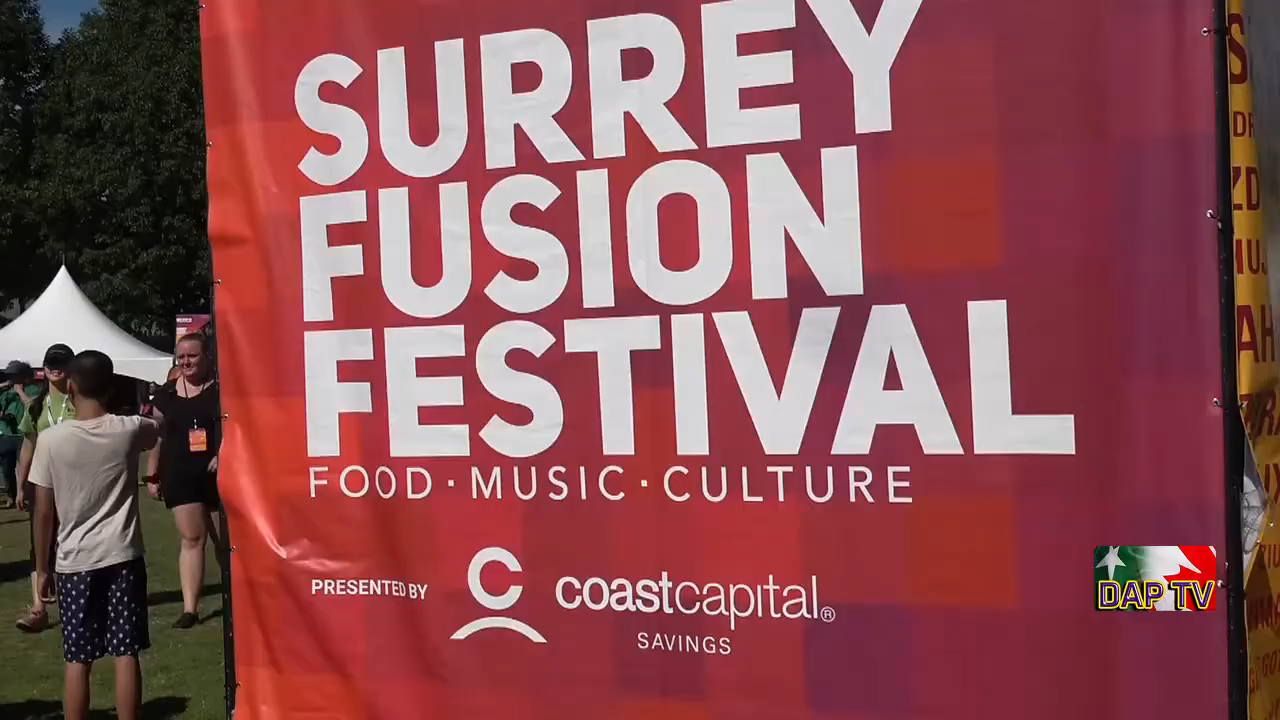 SURREY
FUSION
FESTIVAL
FOOD · MUSIC · CULTURE
PRESENTED BY
coastcapital®
SAVINGS
DAP TV